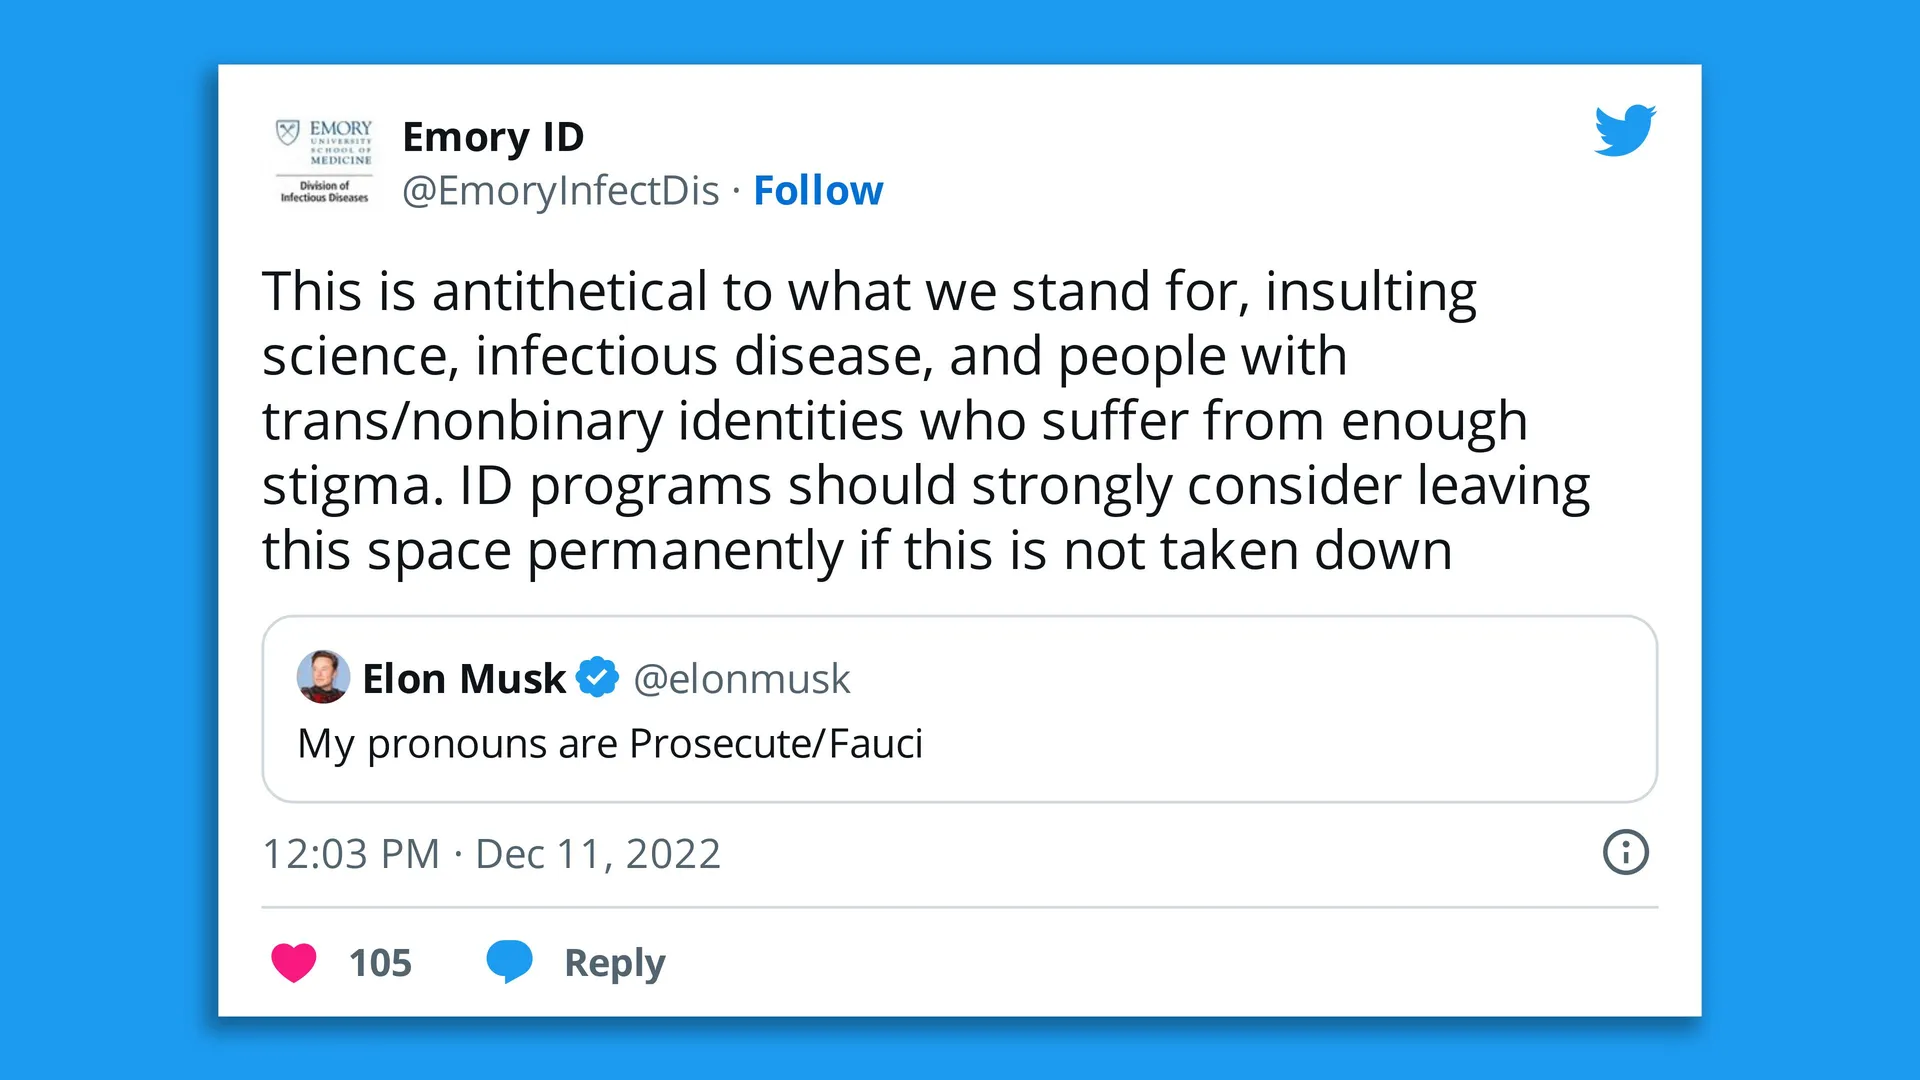 EMORY
UNIVERSITY
SCHOOL OF
MEDICINE
Division of
Infectious Diseases
Emory ID
@EmoryInfectDis · Follow
This is antithetical to what we stand for, insulting
science, infectious disease, and people with
trans/nonbinary identities who suffer from enough
stigma. ID programs should strongly consider leaving
this space permanently if this is not taken down
Elon Musk @elonmusk
My pronouns are Prosecute/Fauci
12:03 PM · Dec 11, 2022
105 Reply